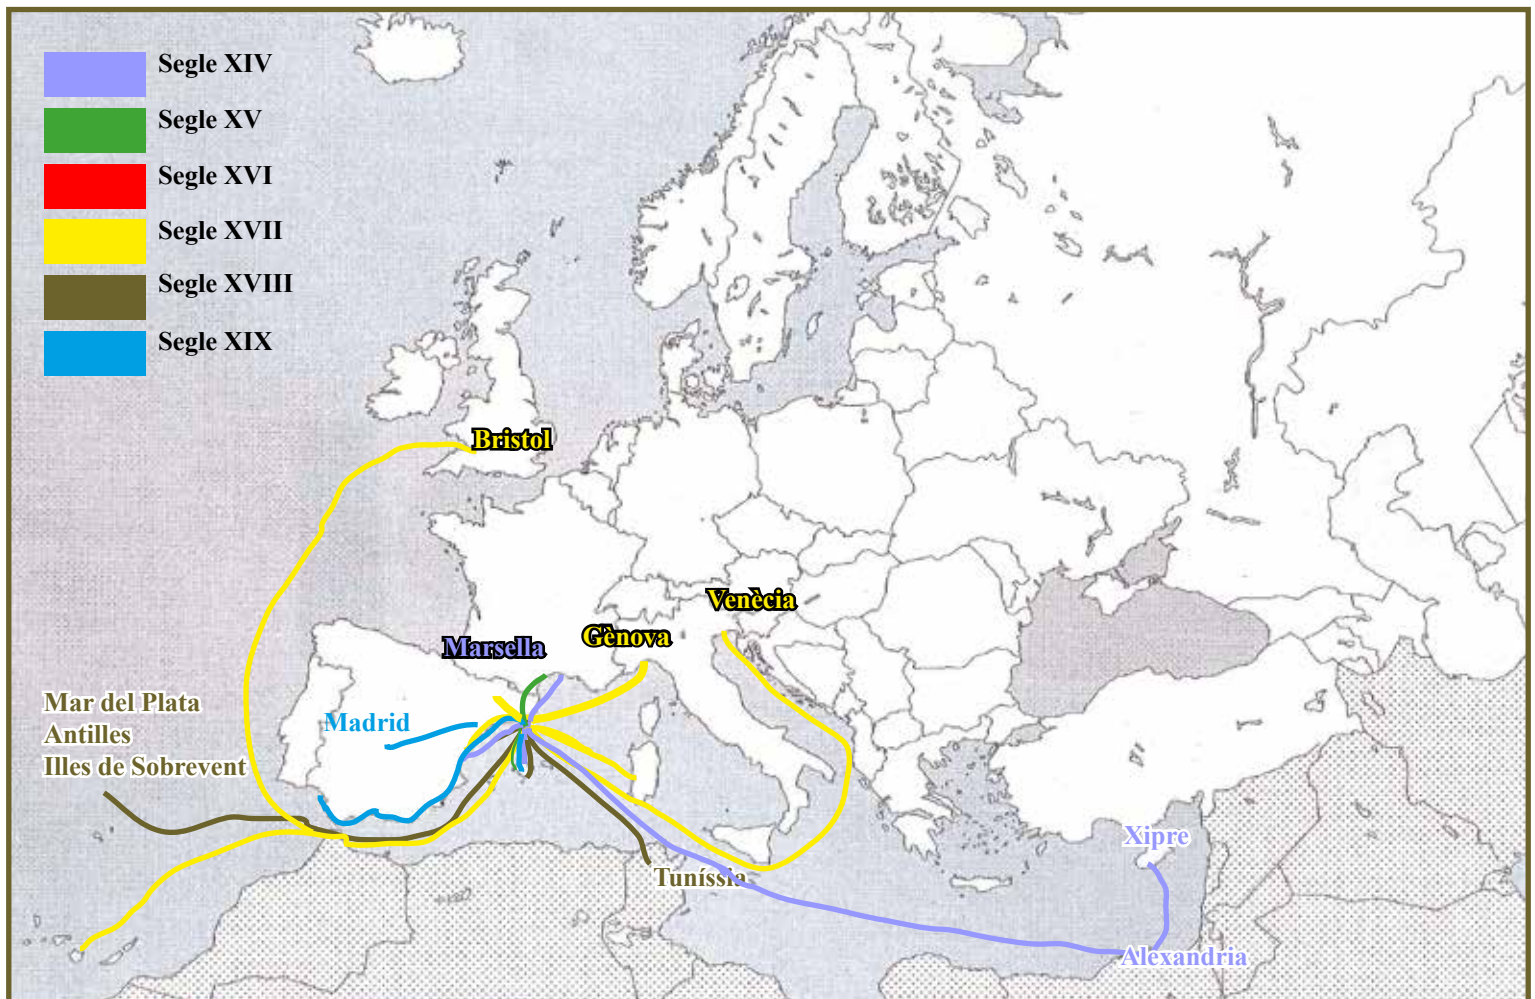 Segle XIV
Segle XV
Segle XVI
Segle XVII
Segle XVIII
Segle XIX
Bristol
Venècia
Gènova
Marsella
Mar del Plata
Antilles
Illes de Sobrevent
Madrid
Xipre
Tuníssia
Alexandria